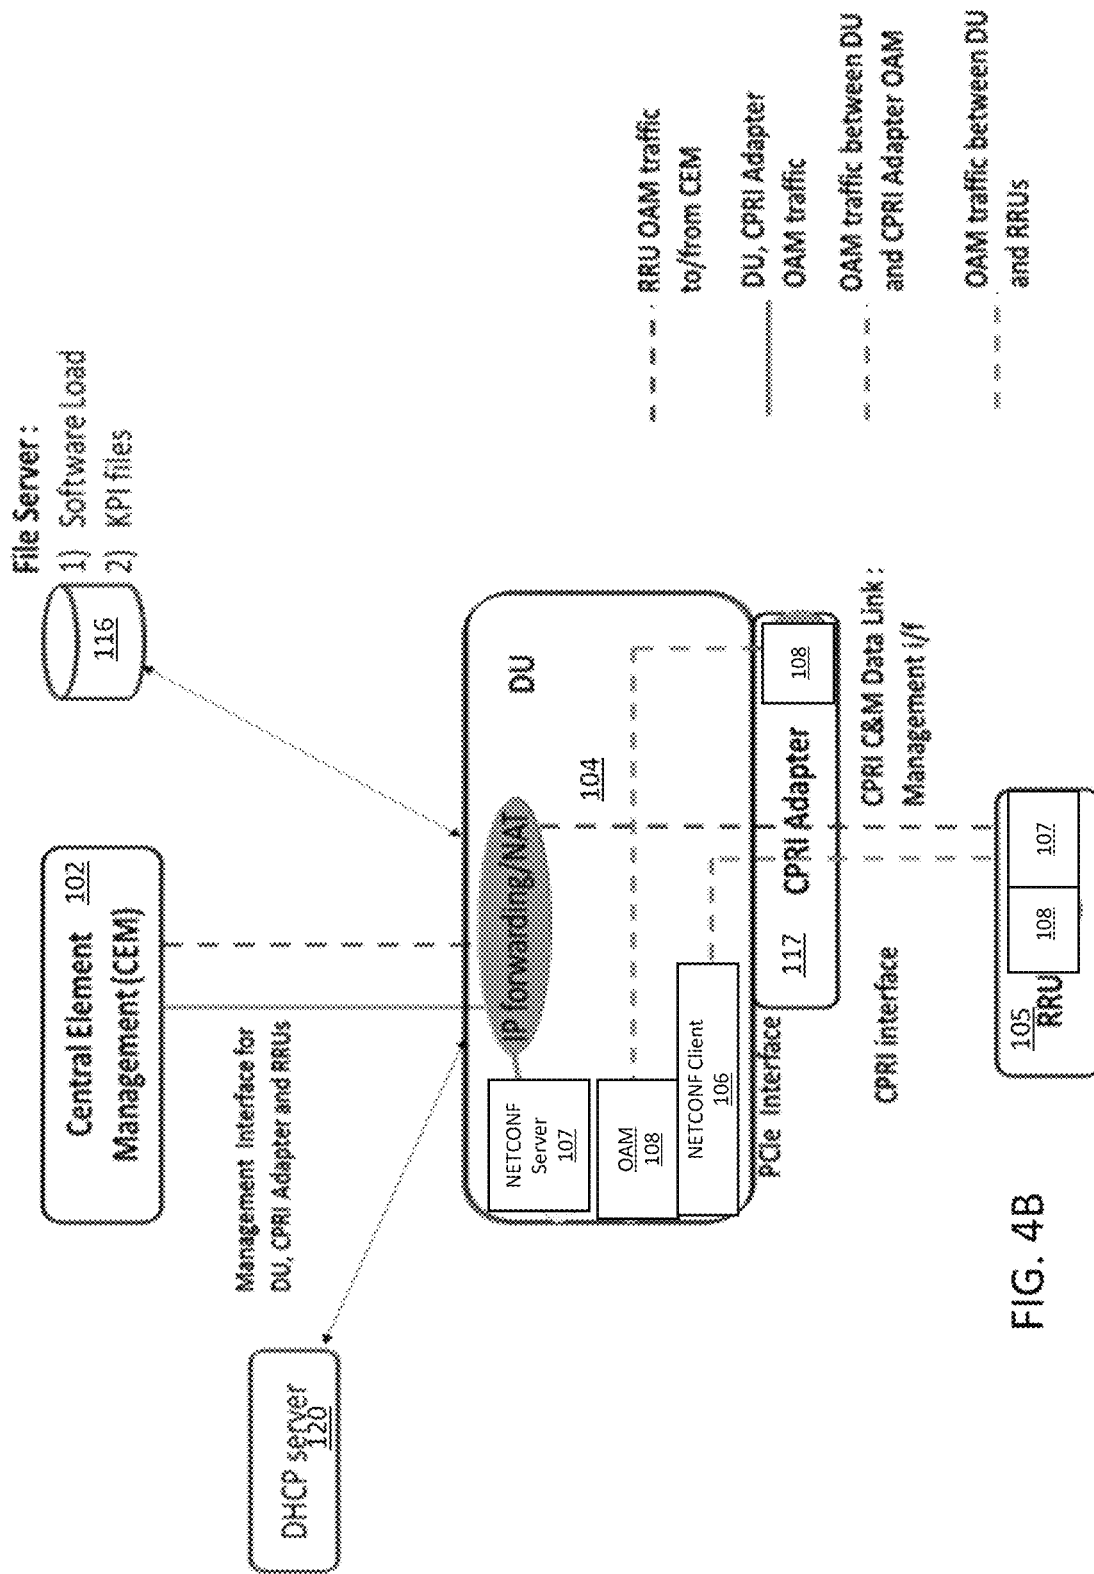 File Server :
1) Software Load
2) KPI files
116
Central Element
102
Management(CEM)
DHCP server
120
Management Interface for
DU, CPRI Adapter and RRUs
DU
104
IP forwarding/NAT
NETCONF
Server
107
OAM
108
NETCONF Client
106
PCIe Interface
117
CPRI Adapter
108
CPRI interface
CPRI C&M Data Link :
Management i/f
105
RRU
108
107
RRU OAM traffic
to/from CEM
DU, CPRI Adapter
OAM traffic
OAM traffic between DU
and CPRI Adapter OAM
OAM traffic between DU
and RRUs
FIG. 4B